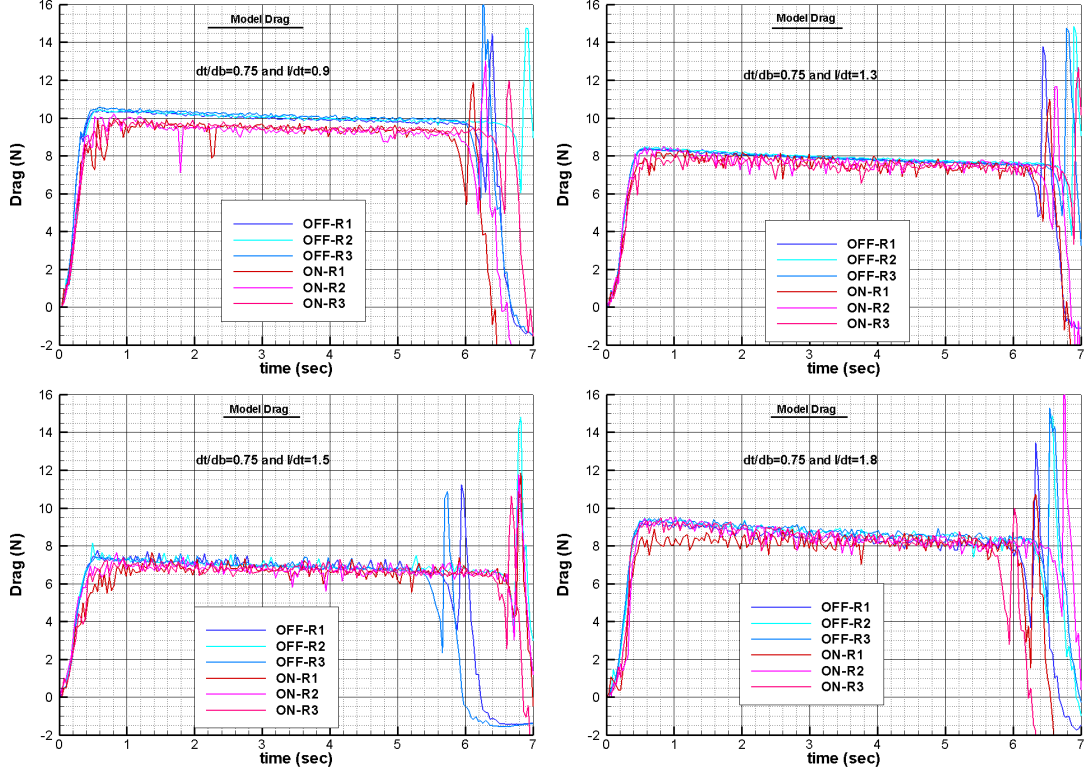 Model Drag
dt/db=0.75 and l/dt=0.9
Drag (N)
16
14
12
10
8
6
4
2
0
-2
OFF-R1
OFF-R2
OFF-R3
ON-R1
ON-R2
ON-R3
0 1 2 3 4 5 6 7
time (sec)
Model Drag
dt/db=0.75 and l/dt=1.3
Drag (N)
16
14
12
10
8
6
4
2
0
-2
OFF-R1
OFF-R2
OFF-R3
ON-R1
ON-R2
ON-R3
0 1 2 3 4 5 6 7
time (sec)
Model Drag
dt/db=0.75 and l/dt=1.5
Drag (N)
16
14
12
10
8
6
4
2
0
-2
OFF-R1
OFF-R2
OFF-R3
ON-R1
ON-R2
ON-R3
0 1 2 3 4 5 6 7
time (sec)
Model Drag
dt/db=0.75 and l/dt=1.8
Drag (N)
16
14
12
10
8
6
4
2
0
-2
OFF-R1
OFF-R2
OFF-R3
ON-R1
ON-R2
ON-R3
0 1 2 3 4 5 6 7
time (sec)